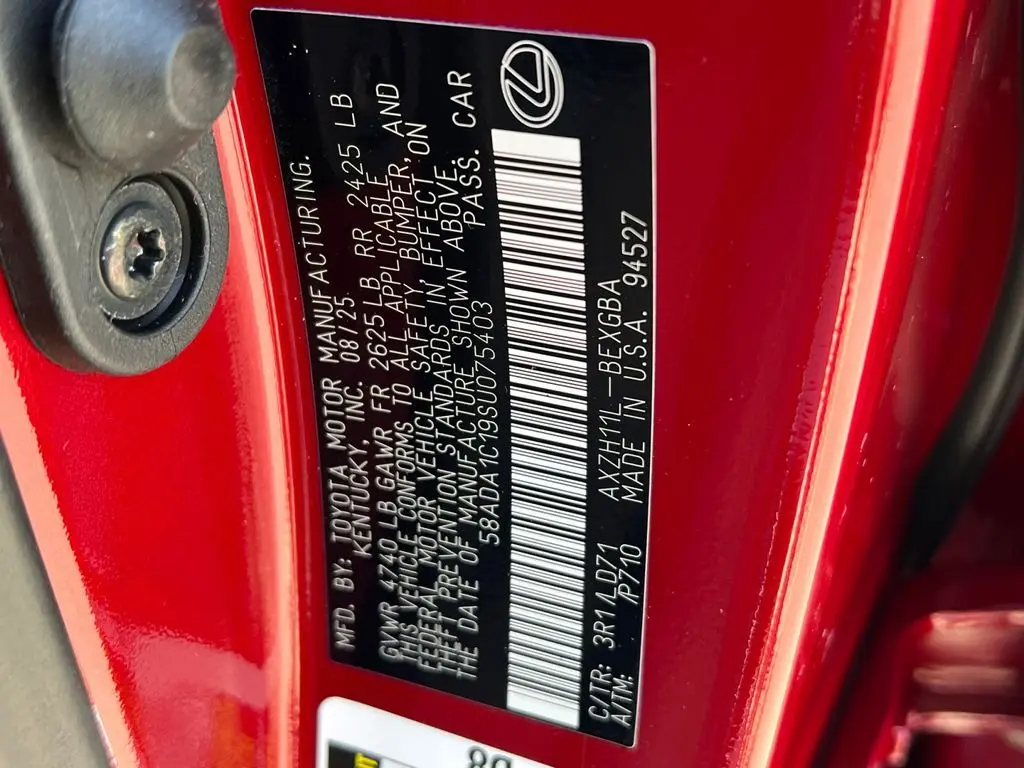 MFD. BY: TOYOTA MOTOR MANUFACTURING.
KENTUCKY, INC. 08/25
GVWR 4740 LB GAWR FR 2625 LB RR 2425 LB
THIS VEHICLE CONFORMS TO ALL APPLICABLE
FEDERAL MOTOR VEHICLE SAFETY, BUMPER, AND
THEFT PREVENTION STANDARDS IN EFFECT ON
THE DATE OF MANUFACTURE SHOWN ABOVE.
58ADA1C19SU075403 PASS. CAR
C/TR: 3R1/LD71 AXZH11L-BEXGBA
A/TM: /P710 MADE IN U.S.A. 94527